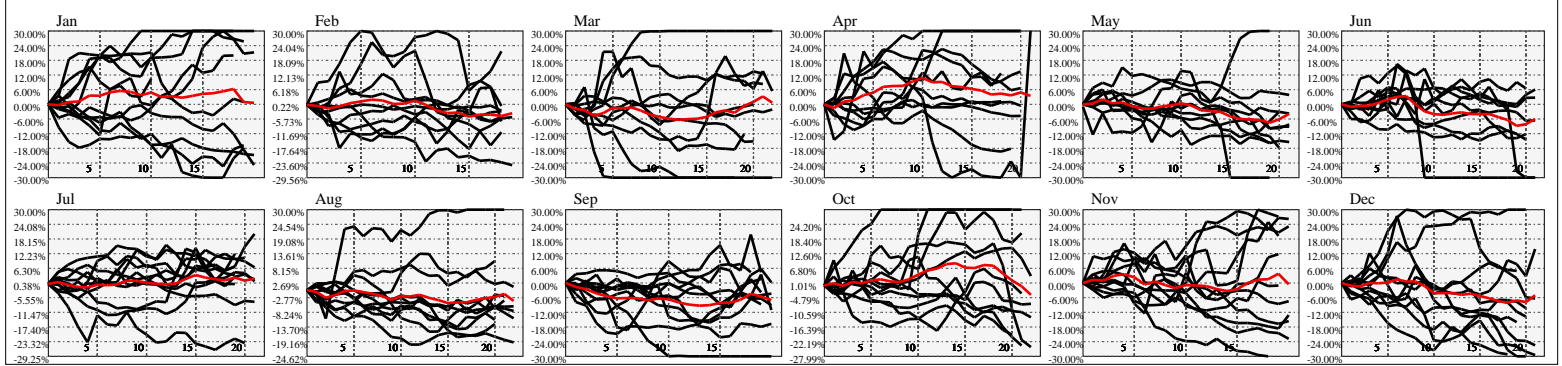 Jan Feb Mar Apr May Jun
30.00% 30.00% 30.00% 30.00% 30.00% 30.00%
24.00% 24.04% 24.00% 24.00% 24.00% 24.00%
18.00% 18.09% 18.00% 18.00% 18.00% 18.00%
12.00% 12.13% 12.00% 12.00% 12.00% 12.00%
6.00% 6.18% 6.00% 6.00% 6.00% 6.00%
0.00% 0.22% 0.00% 0.00% 0.00% 0.00%
-6.00% -5.73% -6.00% -6.00% -6.00% -6.00%
-12.00% -11.69% -12.00% -12.00% -12.00% -12.00%
-18.00% -17.64% -18.00% -18.00% -18.00% -18.00%
-24.00% 5 10 15 -23.60% 5 10 15 -24.00% 5 10 15 20 -24.00% 5 10 15 20 -24.00% 5 10 15 20 -24.00% 5 10 15 20
-30.00% -29.56% -30.00% -30.00% -30.00% -30.00%
Jul Aug Sep Oct Nov Dec
30.00% 30.00% 30.00% 30.00% 30.00% 30.00%
24.08% 24.54% 24.00% 24.20% 24.00% 24.00%
18.15% 19.08% 18.00% 18.40% 18.00% 18.00%
12.23% 13.61% 12.00% 12.60% 12.00% 12.00%
6.30% 8.15% 6.00% 6.80% 6.00% 6.00%
0.38% 2.69% 0.00% 1.01% 0.00% 0.00%
-5.55% -2.77% -6.00% -4.79% -6.00% -6.00%
-11.47% -8.24% -12.00% -10.59% -12.00% -12.00%
-17.40% -13.70% -18.00% -16.39% -18.00% -18.00%
-23.32% 5 10 15 20 -19.16% 5 10 15 20 -24.00% 5 10 15 20 -22.19% 5 10 15 20 -24.00% 5 10 15 20 -24.00% 5 10 15 20
-29.25% -24.62% -30.00% -27.99% -30.00% -30.00%